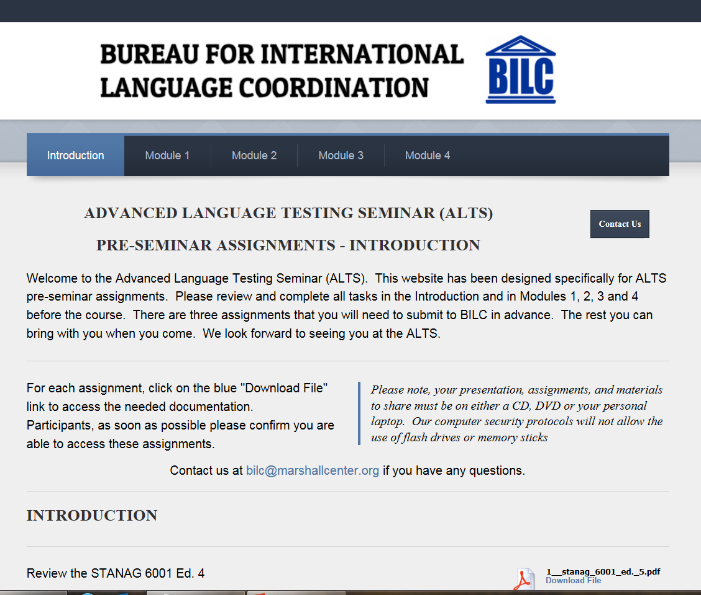 BUREAU FOR INTERNATIONAL
LANGUAGE COORDINATION
BILC
Introduction
Module 1
Module 2
Module 3
Module 4
ADVANCED LANGUAGE TESTING SEMINAR (ALTS)
Contact Us
PRE-SEMINAR ASSIGNMENTS - INTRODUCTION
Welcome to the Advanced Language Testing Seminar (ALTS).  This website has been designed specifically for ALTS
pre-seminar assignments.  Please review and complete all tasks in the Introduction and in Modules 1, 2, 3 and 4
before the course.  There are three assignments that you will need to submit to BILC in advance.  The rest you can
bring with you when you come.  We look forward to seeing you at the ALTS.
For each assignment, click on the blue "Download File"
link to access the needed documentation.
Participants, as soon as possible please confirm you are
able to access these assignments.
Please note, your presentation, assignments, and materials
to share must be on either a CD, DVD or your personal
laptop.  Our computer security protocols will not allow the
use of flash drives or memory sticks
Contact us at bilc@marshallcenter.org if you have any questions.
INTRODUCTION
Review the STANAG 6001 Ed. 4
1__stanag_6001_ed._5.pdf
Download File